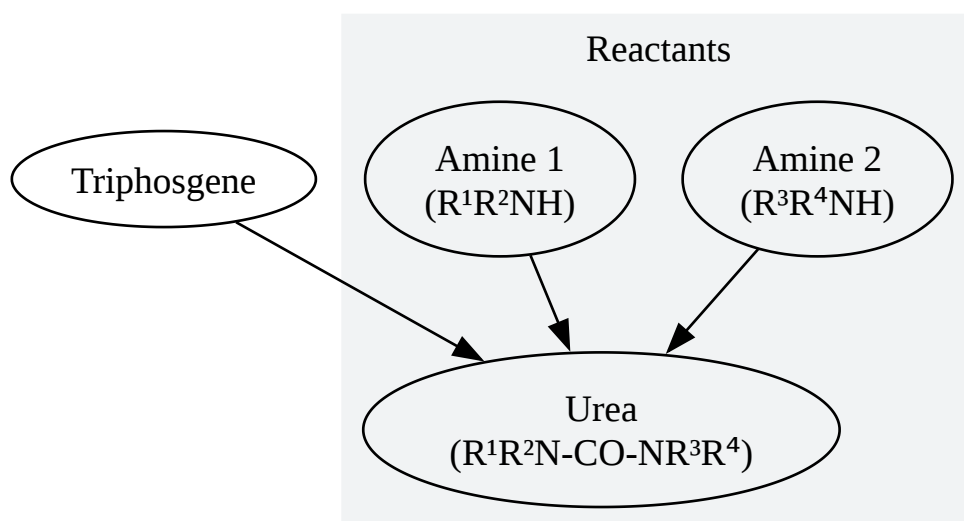 Reactants
Triphosgene
Amine 1
(R¹R²NH)
Amine 2
(R³R⁴NH)
Urea
(R¹R²N-CO-NR³R⁴)